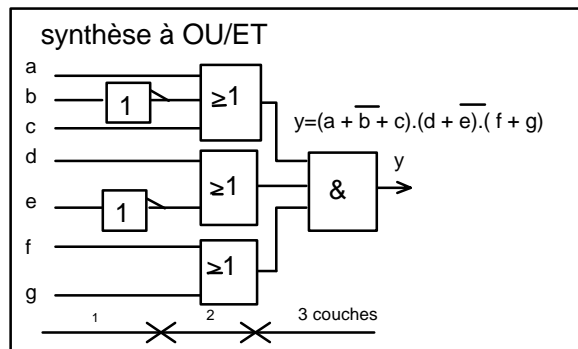 synthèse à OU/ET
a
b
1
c
≥1
y=(a + b̅ + c).(d + e̅).( f + g)
d
e
1
≥1
&
y
f
g
≥1
1 2 3 couches